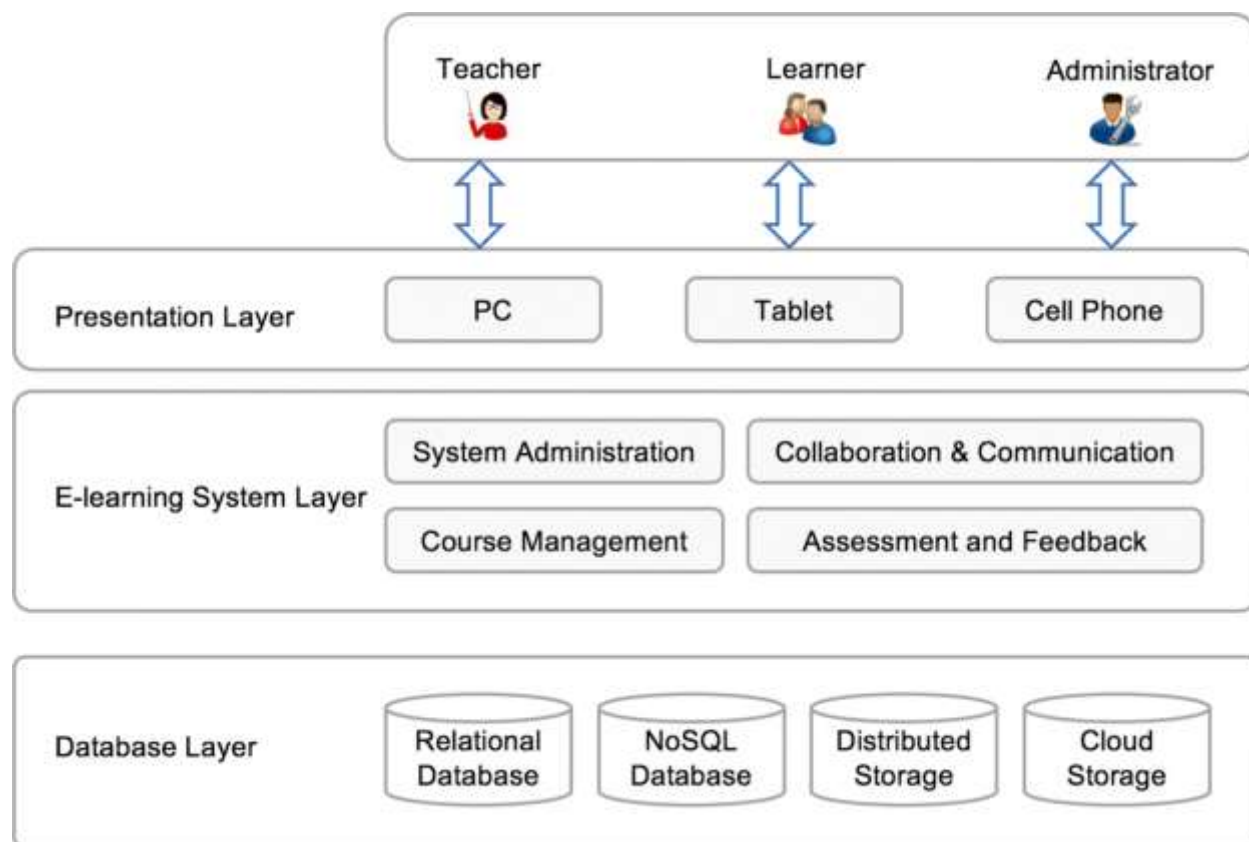 Teacher
Learner
Administrator
Presentation Layer
PC
Tablet
Cell Phone
E-learning System Layer
System Administration
Collaboration & Communication
Course Management
Assessment and Feedback
Database Layer
Relational
Database
NoSQL
Database
Distributed
Storage
Cloud
Storage